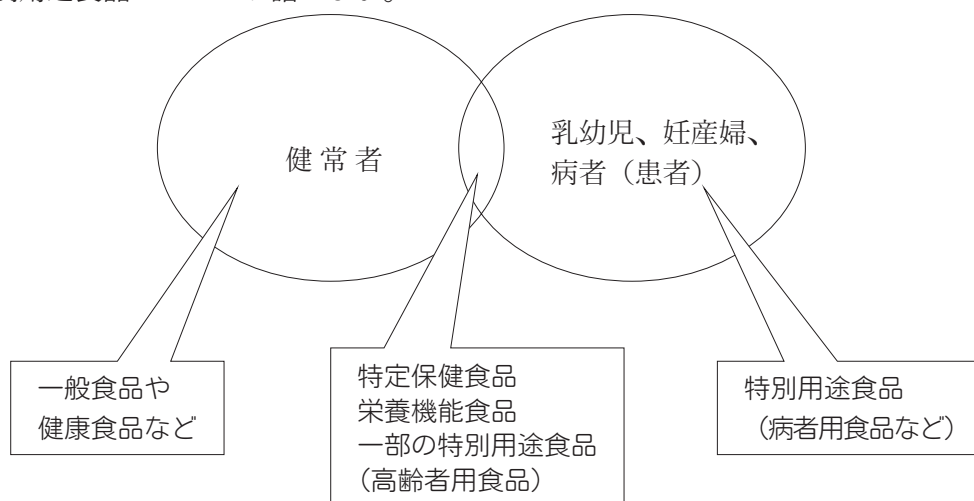 健 常 者
乳幼児、妊産婦、
病者（患者）
一般食品や
健康食品など
特定保健食品
栄養機能食品
一部の特別用途食品
（高齢者用食品）
特別用途食品
（病者用食品など）